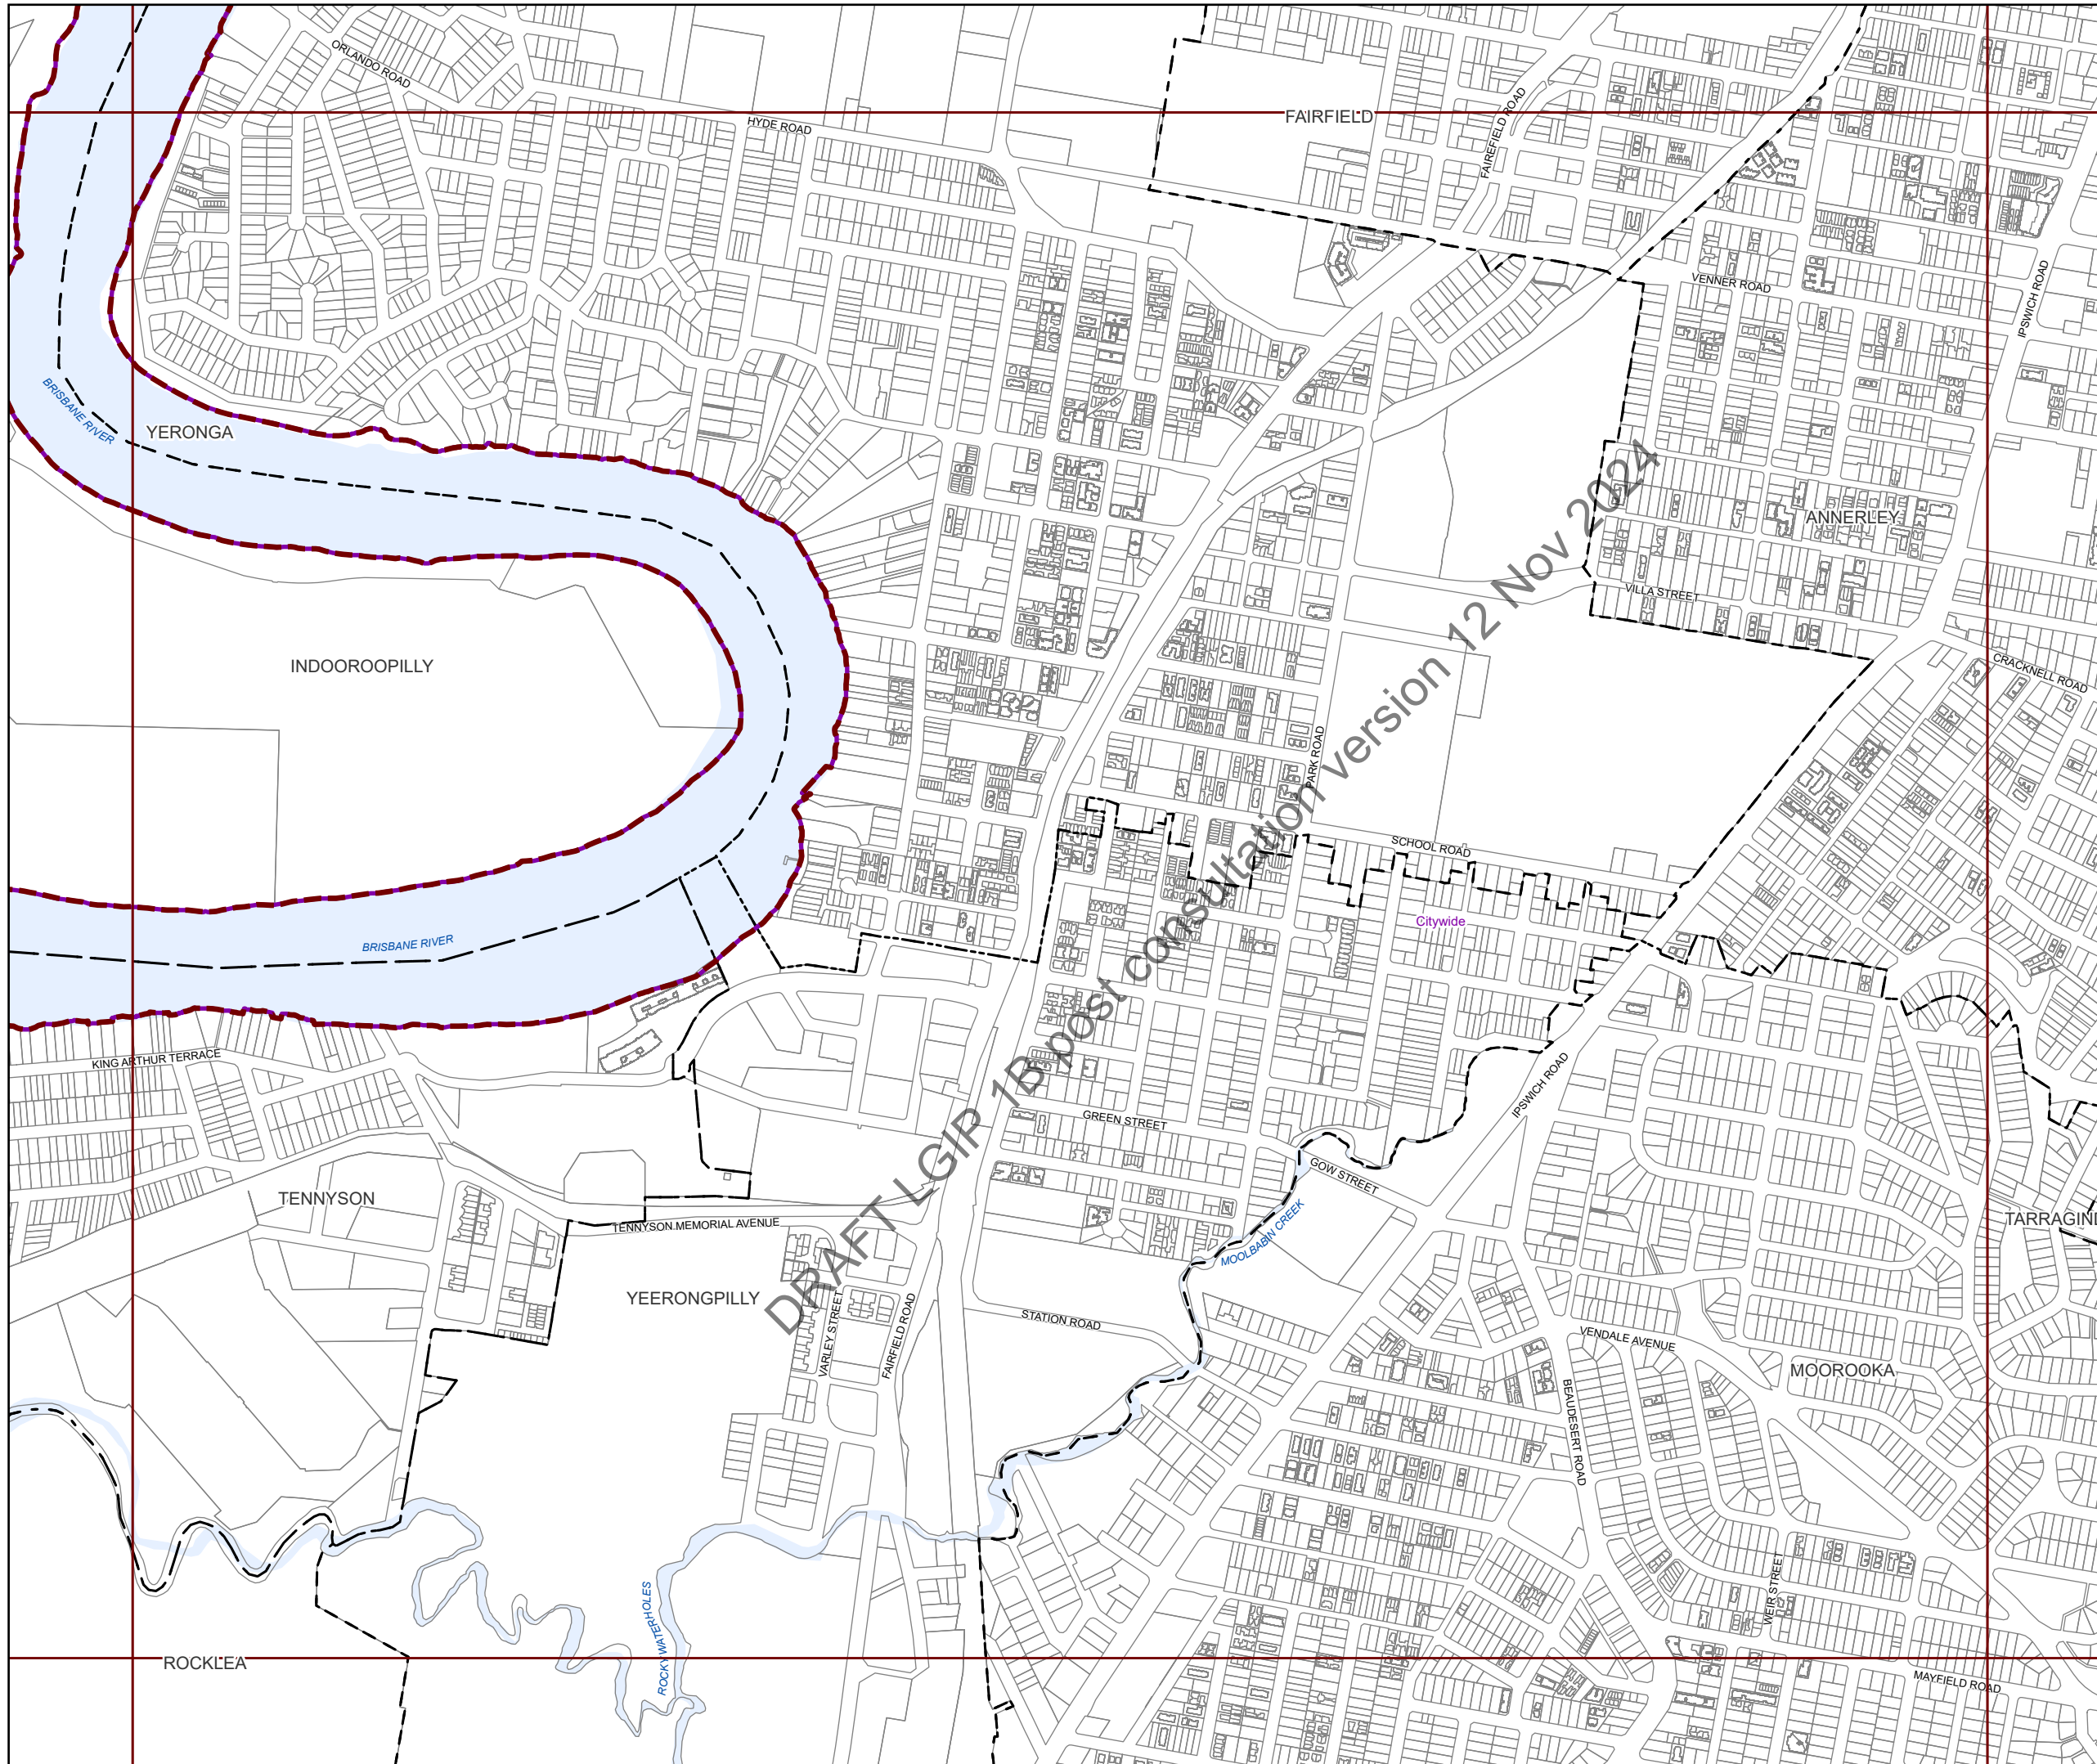 ORLANDO ROAD
HYDE ROAD
FAIRFIELD
FAIREFIELD ROAD
VENNER ROAD
IPSWICH ROAD
BRISBANE RIVER
YERONGA
ANNERLEY
VILLA STREET
INDOOROOPILLY
CRACKNELL ROAD
PARK ROAD
SCHOOL ROAD
Citywide
BRISBANE RIVER
KING ARTHUR TERRACE
IPSWICH ROAD
GREEN STREET
GOW STREET
TENNYSON
TENNYSON MEMORIAL AVENUE
MOOLBABIN CREEK
TARRAGINDI
YEERONGPILLY
VARLEY STREET
FAIRFIELD ROAD
STATION ROAD
VENDALE AVENUE
MOOROOKA
BEAUDESERT ROAD
WEIR STREET
ROCKY WATERHOLES
ROCKLEA
MAYFIELD ROAD
DRAFT LGIP 1B post consultation version 12 Nov 2024